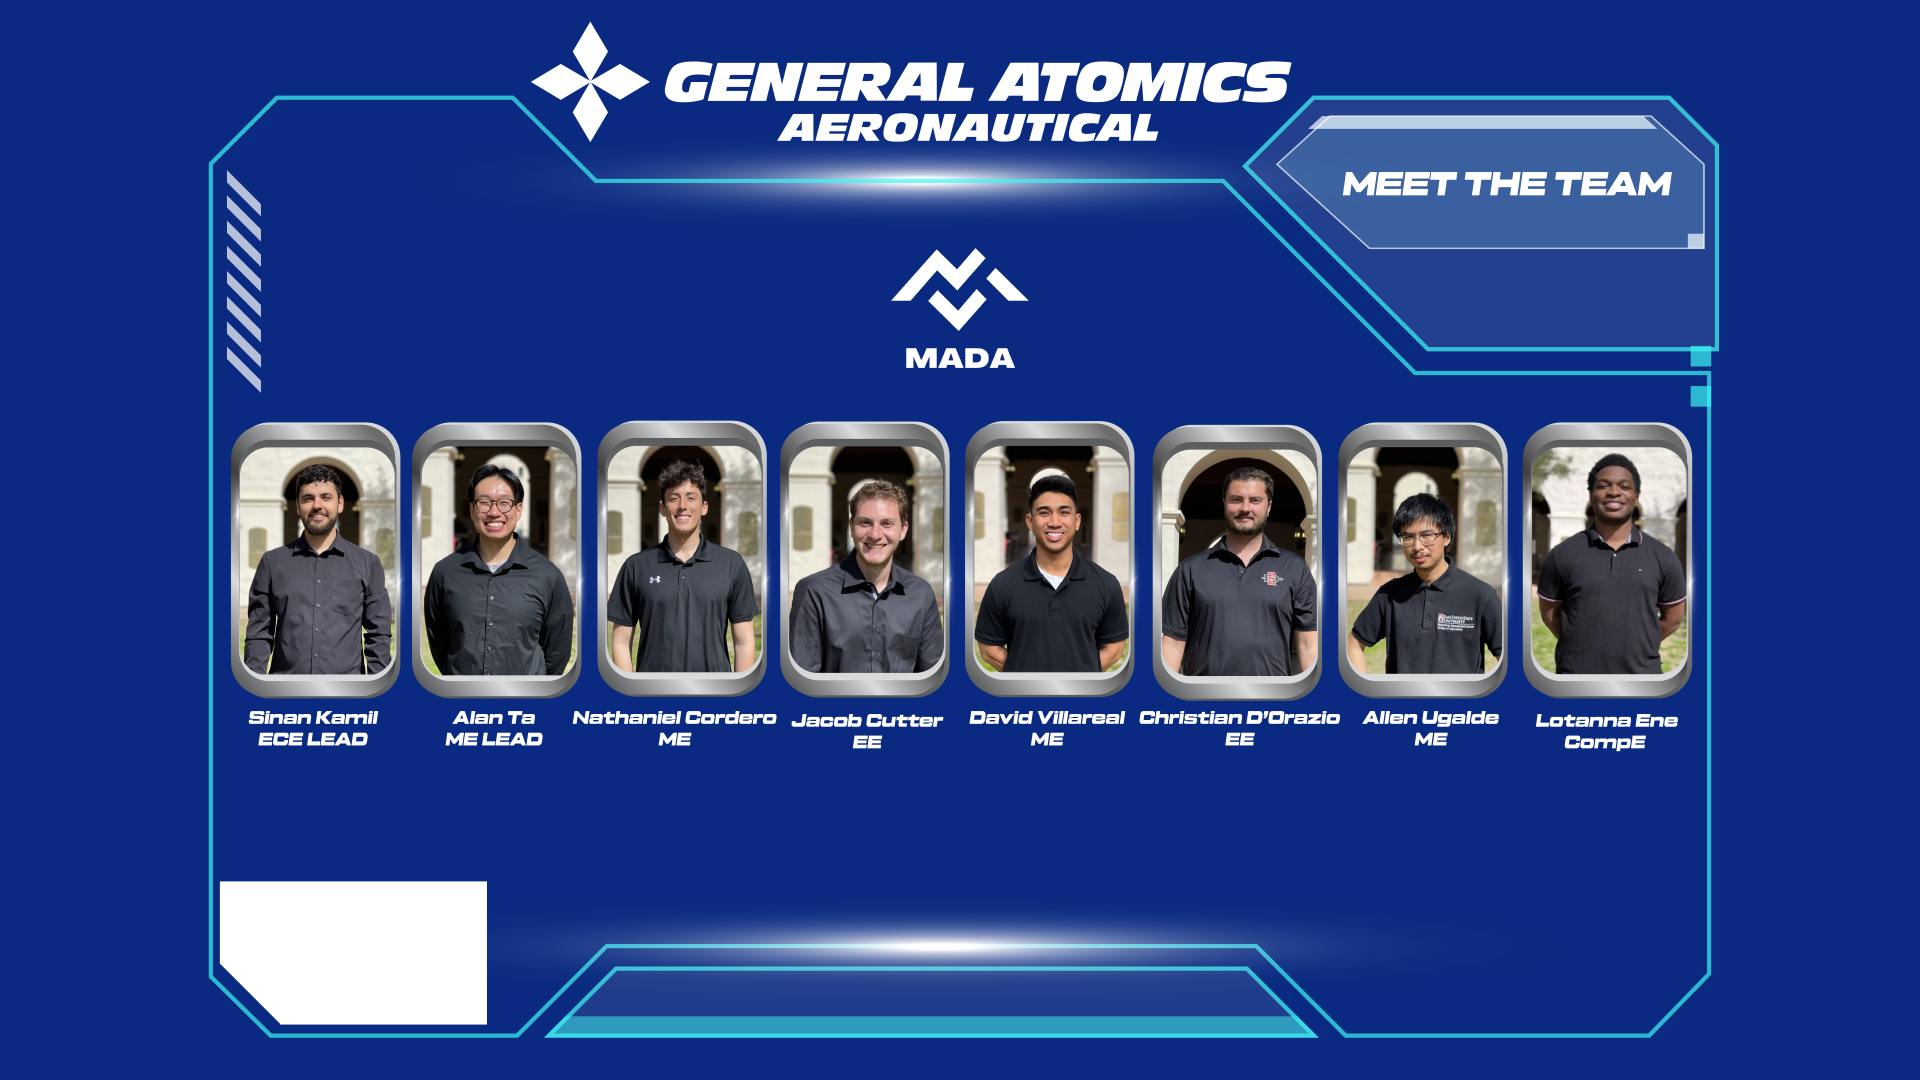 GENERAL ATOMICS
AERONAUTICAL
MEET THE TEAM
MADA
Sinan Kamil
ECE LEAD
Alan Ta
ME LEAD
Nathaniel Cordero
ME
Jacob Cutter
EE
David Villareal
ME
Christian D'Orazio
EE
Allen Ugalde
ME
Lotanna Ene
CompE